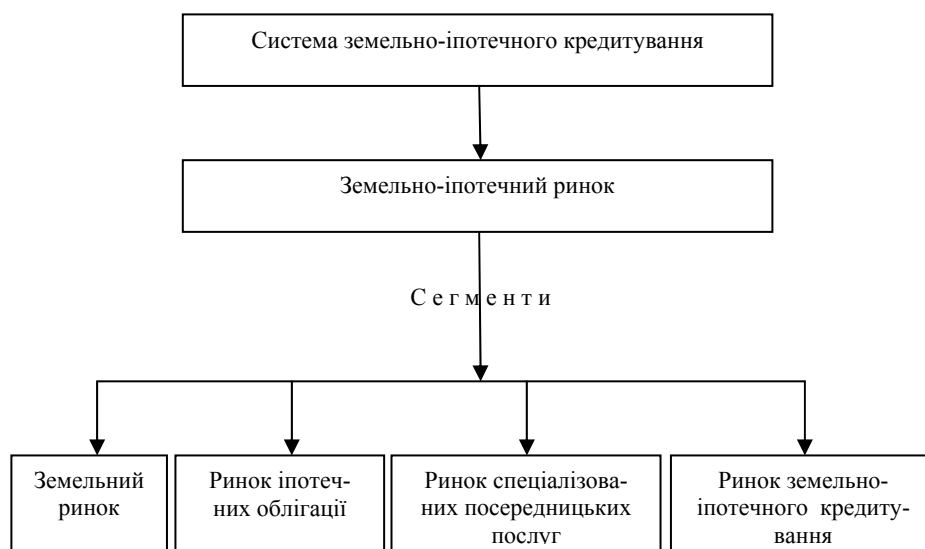 Система земельно-іпотечного кредитування
Земельно-іпотечний ринок
С е г м е н т и
Земельний
ринок
Ринок іпотеч-
них облігації
Ринок спеціалізова-
них посередницьких
послуг
Ринок земельно-
іпотечного кредиту-
вання